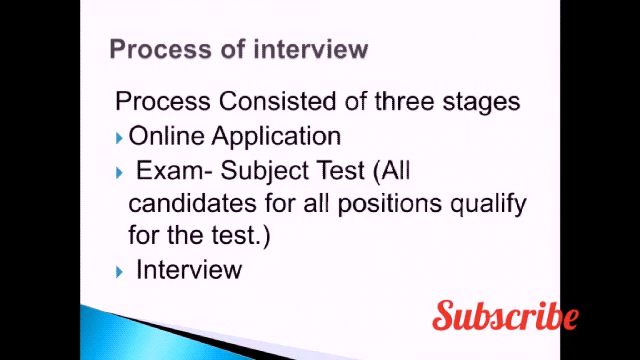 Process of interview
Process Consisted of three stages
Online Application
Exam- Subject Test (All
candidates for all positions qualify
for the test.)
Interview
Subscribe